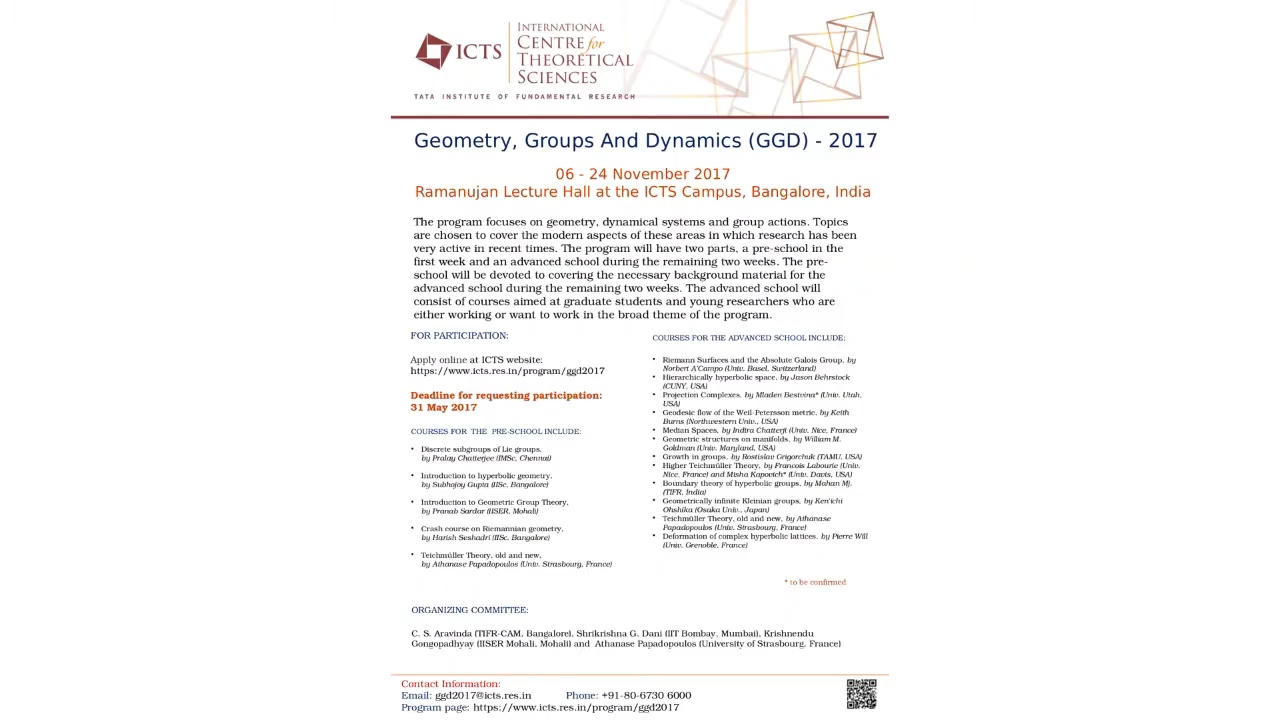 ICTS
INTERNATIONAL
CENTRE for
THEORETICAL
SCIENCES
TATA INSTITUTE OF FUNDAMENTAL RESEARCH
Geometry, Groups And Dynamics (GGD) - 2017
06 - 24 November 2017
Ramanujan Lecture Hall at the ICTS Campus, Bangalore, India
The program focuses on geometry, dynamical systems and group actions. Topics
are chosen to cover the modern aspects of these areas in which research has been
very active in recent times. The program will have two parts, a pre-school in the
first week and an advanced school during the remaining two weeks. The pre-
school will be devoted to covering the necessary background material for the
advanced school during the remaining two weeks. The advanced school will
consist of courses aimed at graduate students and young researchers who are
either working or want to work in the broad theme of the program.
FOR PARTICIPATION:
Apply online at ICTS website:
https://www.icts.res.in/program/ggd2017
Deadline for requesting participation:
31 May 2017
COURSES FOR THE PRE-SCHOOL INCLUDE:
• Discrete subgroups of Lie groups,
by Pralay Chatterjee (IMSc, Chennai)
• Introduction to hyperbolic geometry,
by Subhojoy Gupta (IISc, Bangalore)
• Introduction to Geometric Group Theory,
by Pranab Sardar (IISER, Mohali)
• Crash course on Riemannian geometry,
by Harish Seshadri (IISc, Bangalore)
• Teichmüller Theory, old and new,
by Athanase Papadopoulos (Univ. Strasbourg, France)
COURSES FOR THE ADVANCED SCHOOL INCLUDE:
• Riemann Surfaces and the Absolute Galois Group, by
Norbert A'Campo (Univ. Basel, Switzerland)
• Hierarchically hyperbolic space, by Jason Behrstock
(CUNY, USA)
• Projection Complexes, by Mladen Bestvina* (Univ. Utah,
USA)
• Geodesic flow of the Weil-Petersson metric, by Keith
Burns (Northwestern Univ., USA)
• Median Spaces, by Indira Chatterji (Univ. Nice, France)
• Geometric structures on manifolds, by William M.
Goldman (Univ. Maryland, USA)
• Growth in groups, by Rostislav Grigorchuk (TAMU, USA)
• Higher Teichmüller Theory, by Francois Labourie (Univ.
Nice, France) and Misha Kapovich* (Univ. Davis, USA)
• Boundary theory of hyperbolic groups, by Mahan Mj.
(TIFR, India)
• Geometrically infinite Kleinian groups, by Ken'ichi
Ohshika (Osaka Univ., Japan)
• Teichmüller Theory, old and new, by Athanase
Papadopoulos (Univ. Strasbourg, France)
• Deformation of complex hyperbolic lattices, by Pierre Will
(Univ. Grenoble, France)
* to be confirmed
ORGANIZING COMMITTEE:
C. S. Aravinda (TIFR-CAM, Bangalore), Shrikrishna G. Dani (IIT Bombay, Mumbai), Krishnendu
Gongopadhyay (IISER Mohali, Mohali) and Athanase Papadopoulos (University of Strasbourg, France)
Contact Information:
Email: ggd2017@icts.res.in Phone: +91-80-6730 6000
Program page: https://www.icts.res.in/program/ggd2017